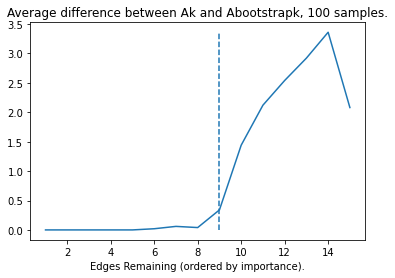 Average difference between Ak and Abootstrapk, 100 samples.
3.5
3.0
2.5
2.0
1.5
1.0
0.5
0.0
2 4 6 8 10 12 14
Edges Remaining (ordered by importance).